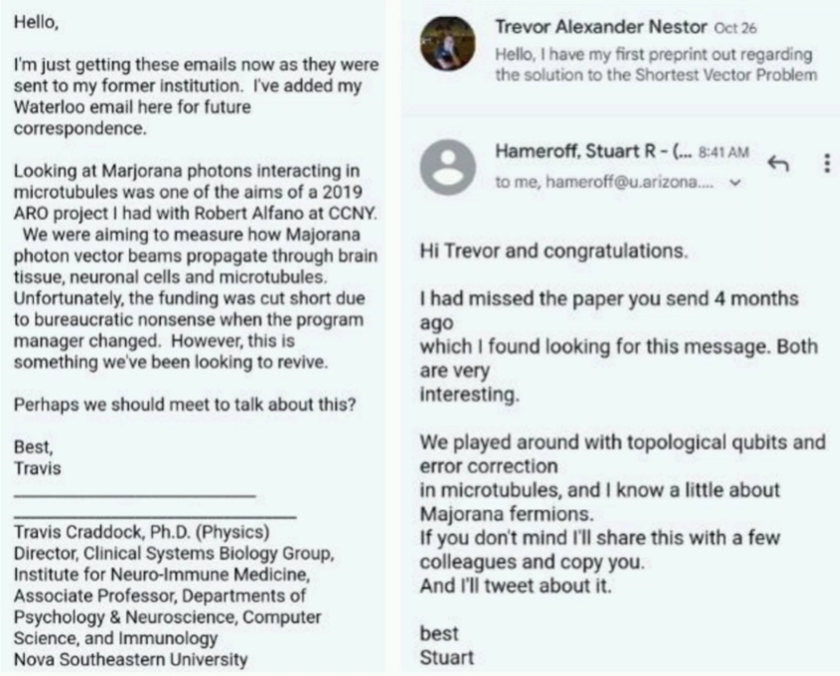 Hello,
I'm just getting these emails now as they were
sent to my former institution. I've added my
Waterloo email here for future
correspondence.
Looking at Marjorana photons interacting in
microtubules was one of the aims of a 2019
ARO project I had with Robert Alfano at CCNY.
We were aiming to measure how Majorana
photon vector beams propagate through brain
tissue, neuronal cells and microtubules.
Unfortunately, the funding was cut short due
to bureaucratic nonsense when the program
manager changed. However, this is
something we've been looking to revive.
Perhaps we should meet to talk about this?
Best,
Travis
Travis Craddock, Ph.D. (Physics)
Director, Clinical Systems Biology Group,
Institute for Neuro-Immune Medicine,
Associate Professor, Departments of
Psychology & Neuroscience, Computer
Science, and Immunology
Nova Southeastern University
Trevor Alexander Nestor Oct 26
Hello, I have my first preprint out regarding
the solution to the Shortest Vector Problem
Hameroff, Stuart R - (... 8:41 AM
to me, hameroff@u.arizona....
Hi Trevor and congratulations.
I had missed the paper you send 4 months
ago
which I found looking for this message. Both
are very
interesting.
We played around with topological qubits and
error correction
in microtubules, and I know a little about
Majorana fermions.
If you don't mind I'll share this with a few
colleagues and copy you.
And I'll tweet about it.
best
Stuart